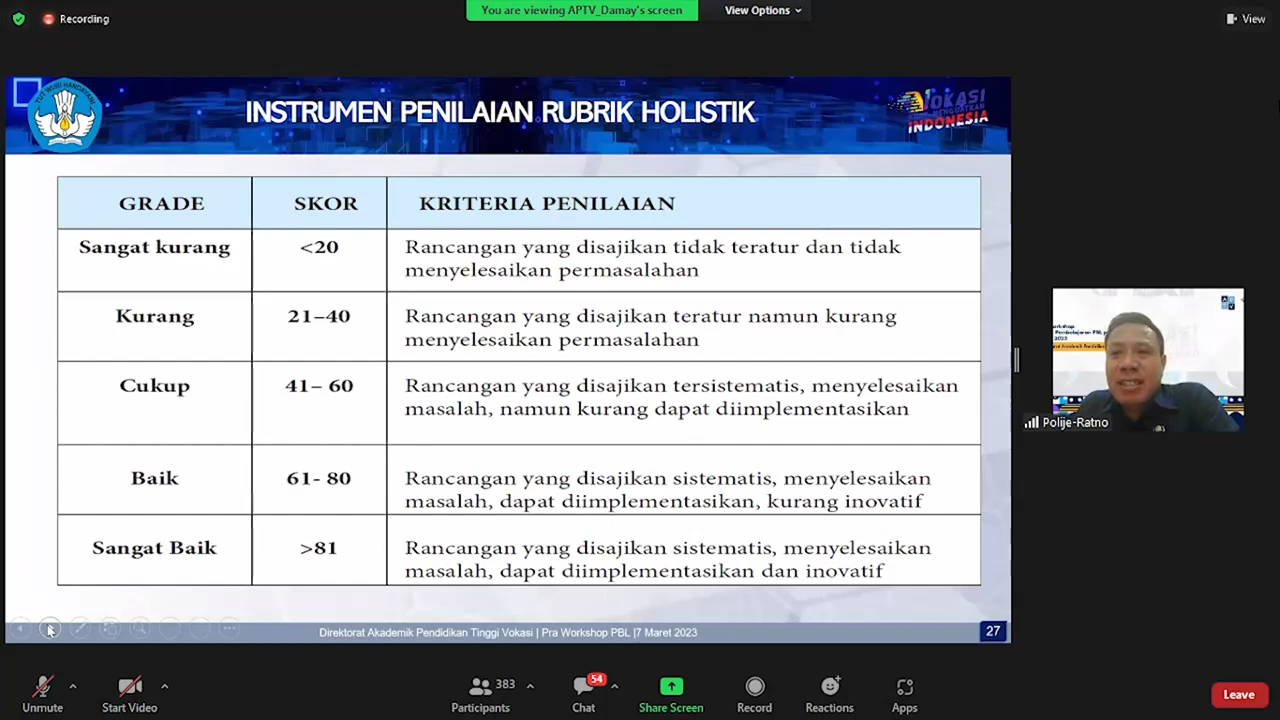 Recording
You are viewing APTV_Damay's screen
View Options
View
TUT WURI HANDAYANI
INSTRUMEN PENILAIAN RUBRIK HOLISTIK
VOKASI
MENGUATKAN
INDONESIA
GRADE SKOR KRITERIA PENILAIAN
Sangat kurang <20 Rancangan yang disajikan tidak teratur dan tidak
menyelesaikan permasalahan
Kurang 21–40 Rancangan yang disajikan teratur namun kurang
menyelesaikan permasalahan
Cukup 41– 60 Rancangan yang disajikan tersistematis, menyelesaikan
masalah, namun kurang dapat diimplementasikan
Baik 61- 80 Rancangan yang disajikan sistematis, menyelesaikan
masalah, dapat diimplementasikan, kurang inovatif
Sangat Baik >81 Rancangan yang disajikan sistematis, menyelesaikan
masalah, dapat diimplementasikan dan inovatif
Direktorat Akademik Pendidikan Tinggi Vokasi | Pra Workshop PBL |7 Maret 2023
27
Polije-Ratno
Unmute
Start Video
383
Participants
54
Chat
Share Screen
Record
Reactions
Apps
Leave